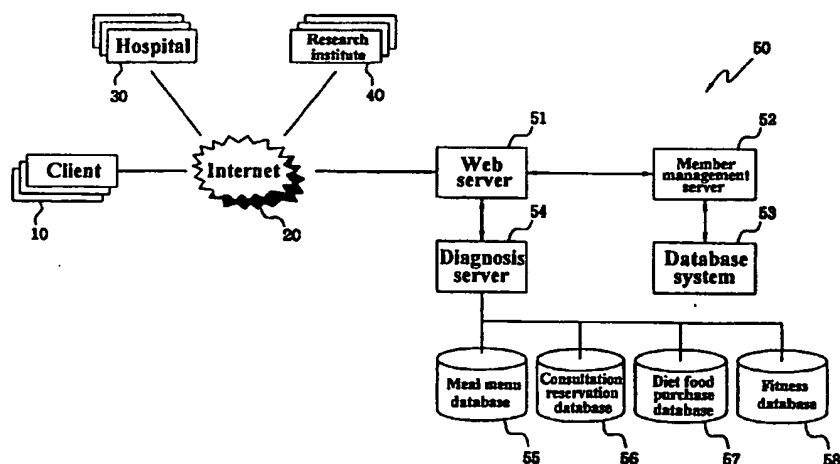 Hospital
30
Research
institute
40
50
Client
10
Internet
20
51
Web
server
52
Member
management
server
54
Diagnosis
server
53
Database
system
Meal menu
database
55
Consultation
reservation
database
56
Diet food
purchase
database
57
Fitness
database
58